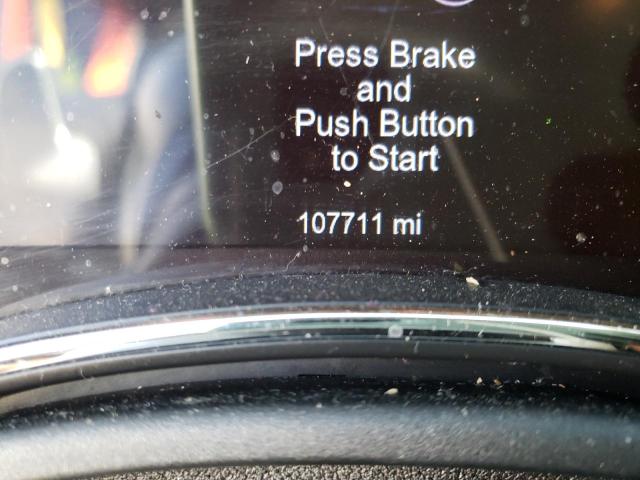 Press Brake
and
Push Button
to Start
107711 mi